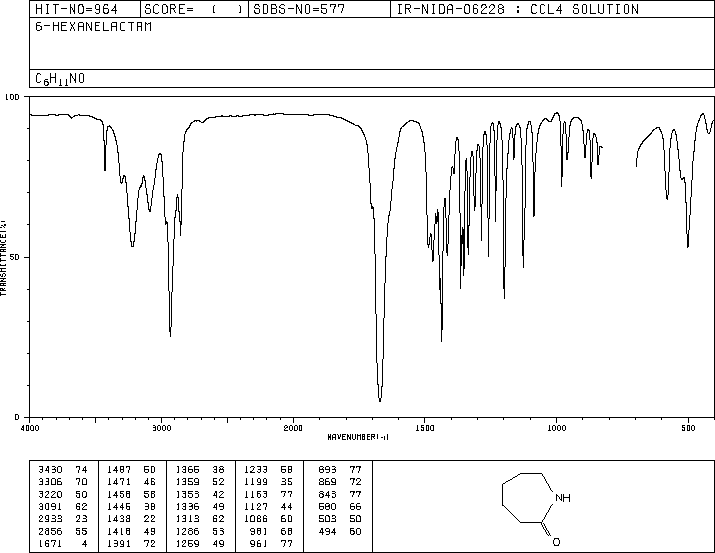 HIT-NO=964 SCORE= ( ) SDBS-NO=577 IR-NIDA-06228 : CCL4 SOLUTION
6-HEXANELACTAM
C6H11NO
100
50
0
TRANSMITTANCE(%)
4000 3000 2000 1500 1000 500
WAVENUMBER(-1)
3430 74 1487 50 1366 38 1233 58 893 77
3306 70 1471 46 1359 52 1199 35 869 72
3220 50 1458 58 1353 42 1163 77 843 77
3091 62 1446 38 1336 49 1127 44 580 66
2933 23 1438 22 1313 62 1086 60 503 50
2856 55 1418 49 1286 53 981 68 494 60
1671 4 1391 72 1259 49 961 77
NH
O